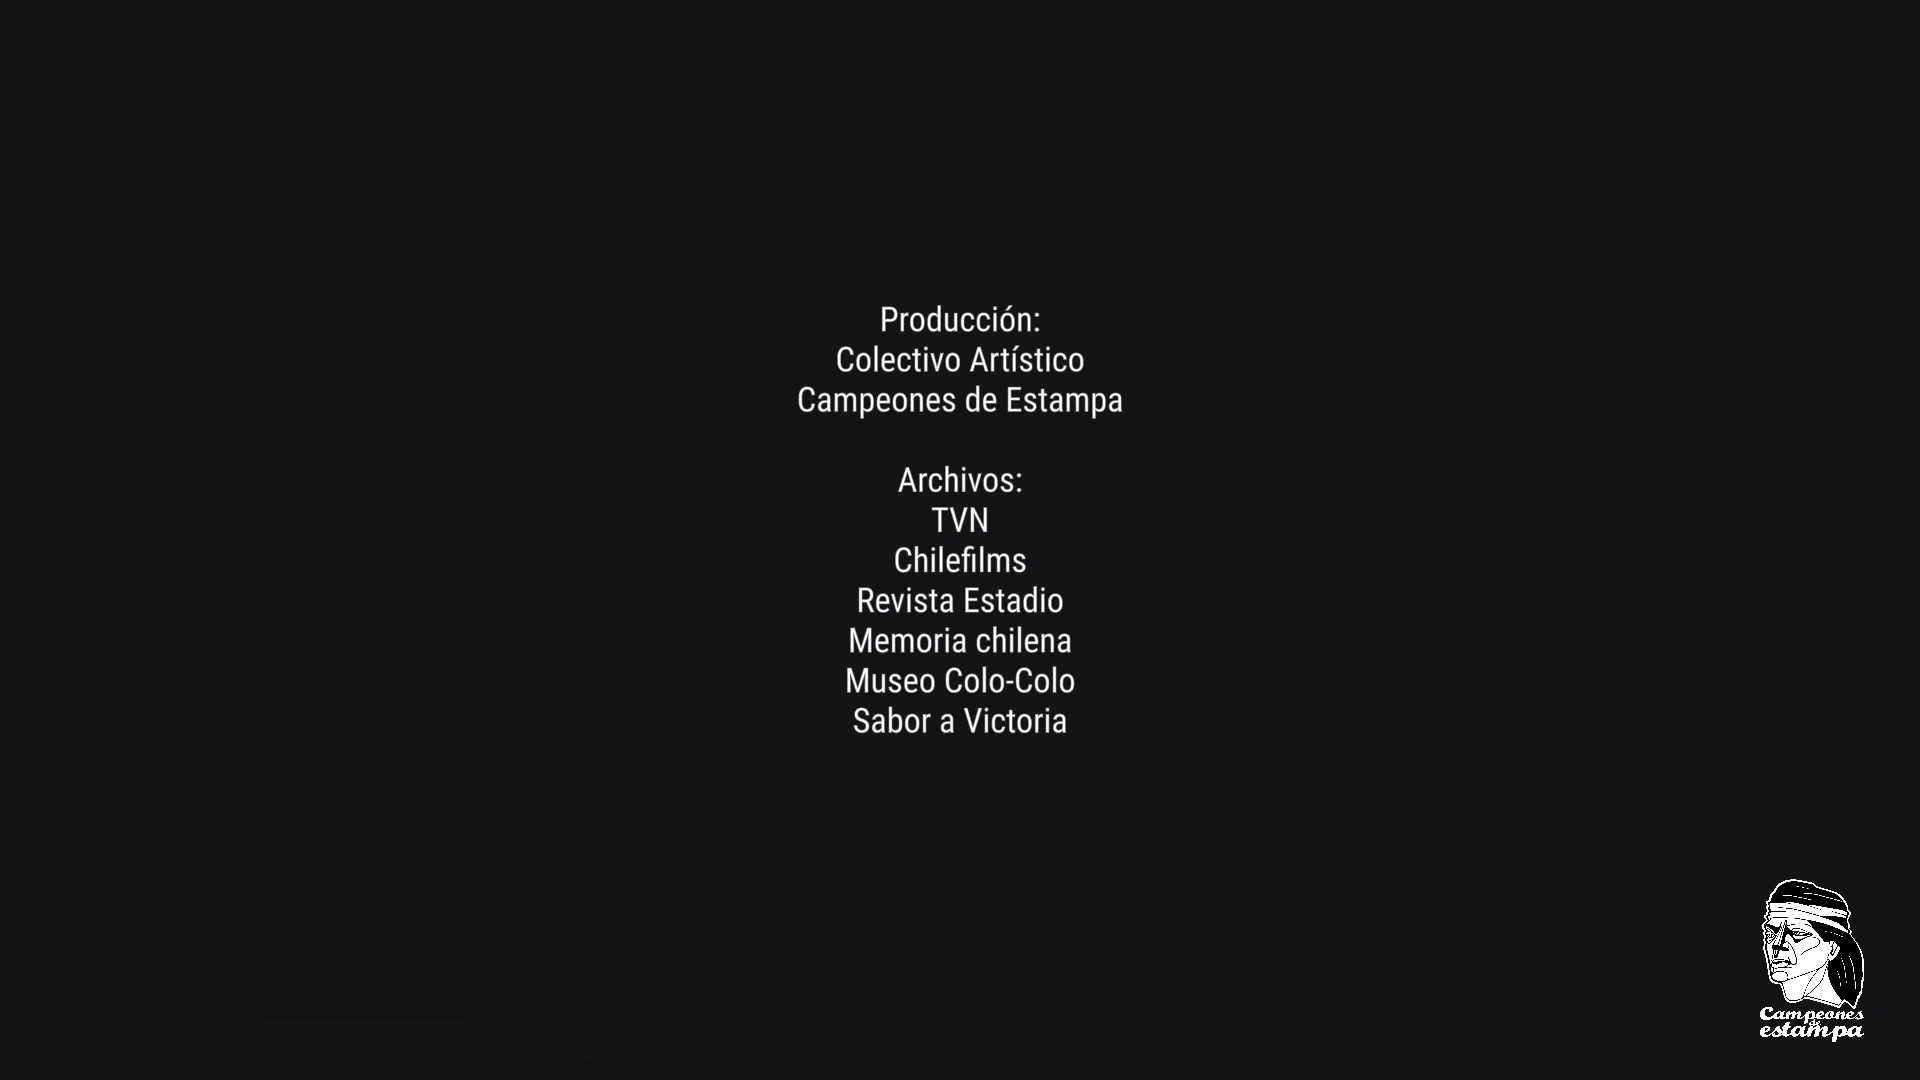 Producción:
Colectivo Artístico
Campeones de Estampa
Archivos:
TVN
Chilefilms
Revista Estadio
Memoria chilena
Museo Colo-Colo
Sabor a Victoria
Campeones
de
estampa